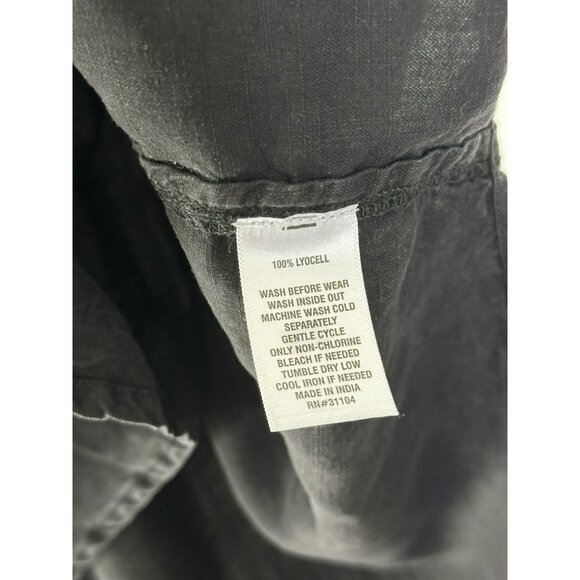 100% LYOCELL
WASH BEFORE WEAR
WASH INSIDE OUT
MACHINE WASH COLD
SEPARATELY
GENTLE CYCLE
ONLY NON-CHLORINE
BLEACH IF NEEDED
TUMBLE DRY LOW
COOL IRON IF NEEDED
MADE IN INDIA
RN#31104